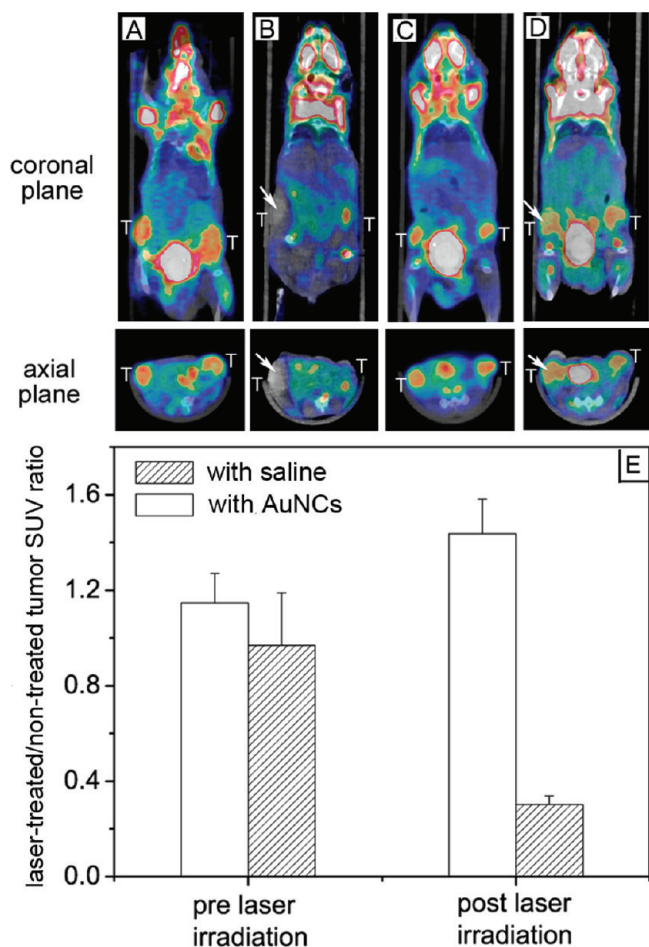 A B C D
coronal
plane
T T T T T T
axial
plane
T T T T T T
E
with saline
with AuNCs
laser-treated/non-treated tumor SUV ratio
1.6
1.2
0.8
0.4
0.0
pre laser
irradiation
post laser
irradiation